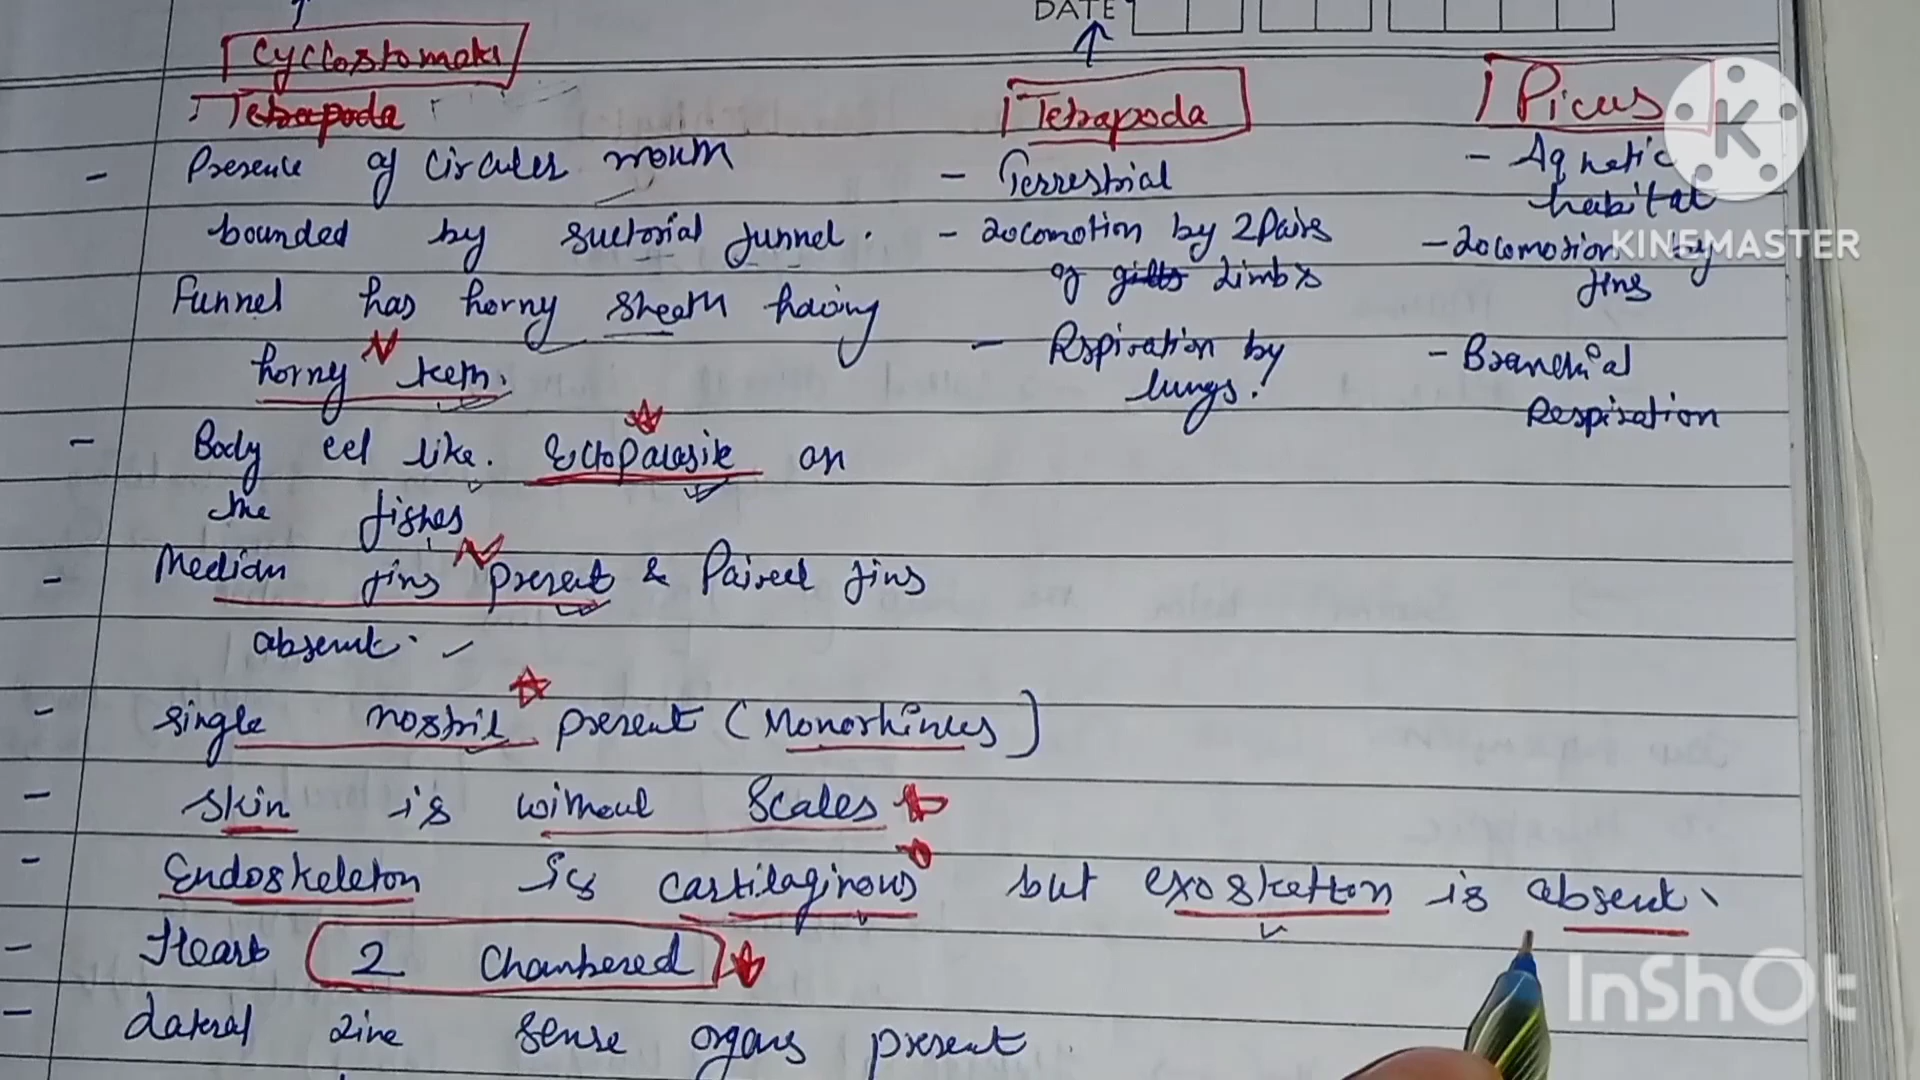 DATE
Cyclostomata
Tetrapoda
- Presence of circular mouth
bounded by suctorial funnel.
Funnel has horny sheath having
horny teeth.
- Body eel like. Ectoparasite on
the fishes
- Median fins present & Paired fins
absent.
- Single nostril present (Monorhinus)
- Skin is without scales
- Endoskeleton is cartilaginous but exoskelton is absent.
- Heart 2 Chambered
- Lateral line sense organs present
Tetrapoda
- Terrestrial
- Locomotion by 2 Pairs
of gills Limbs
- Respiration by
lungs.
Pices
- Aquatic
habitat
- Locomotion by
fins
- Branchial
Respiration
K
KINEMASTER
InShOt